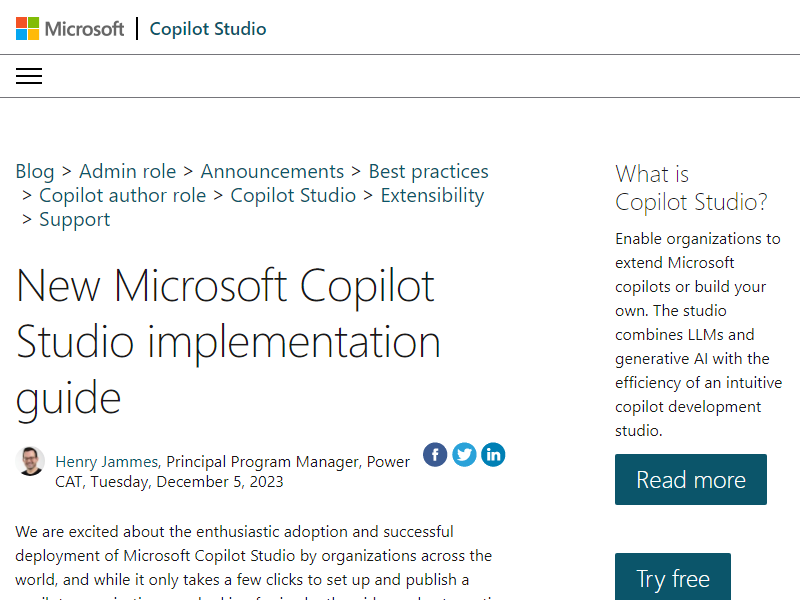 Microsoft | Copilot Studio
Blog > Admin role > Announcements > Best practices
> Copilot author role > Copilot Studio > Extensibility
> Support
New Microsoft Copilot
Studio implementation
guide
Henry Jammes, Principal Program Manager, Power
CAT, Tuesday, December 5, 2023
We are excited about the enthusiastic adoption and successful
deployment of Microsoft Copilot Studio by organizations across the
world, and while it only takes a few clicks to set up and publish a
What is
Copilot Studio?
Enable organizations to
extend Microsoft
copilots or build your
own. The studio
combines LLMs and
generative AI with the
efficiency of an intuitive
copilot development
studio.
Read more
Try free